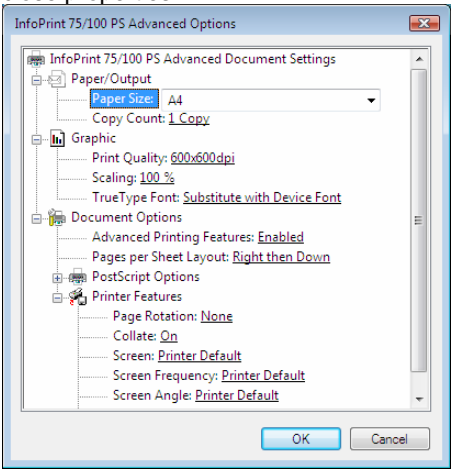 InfoPrint 75/100 PS Advanced Options
InfoPrint 75/100 PS Advanced Document Settings
Paper/Output
Paper Size: A4
Copy Count: 1 Copy
Graphic
Print Quality: 600x600dpi
Scaling: 100 %
TrueType Font: Substitute with Device Font
Document Options
Advanced Printing Features: Enabled
Pages per Sheet Layout: Right then Down
PostScript Options
Printer Features
Page Rotation: None
Collate: On
Screen: Printer Default
Screen Frequency: Printer Default
Screen Angle: Printer Default
OK Cancel